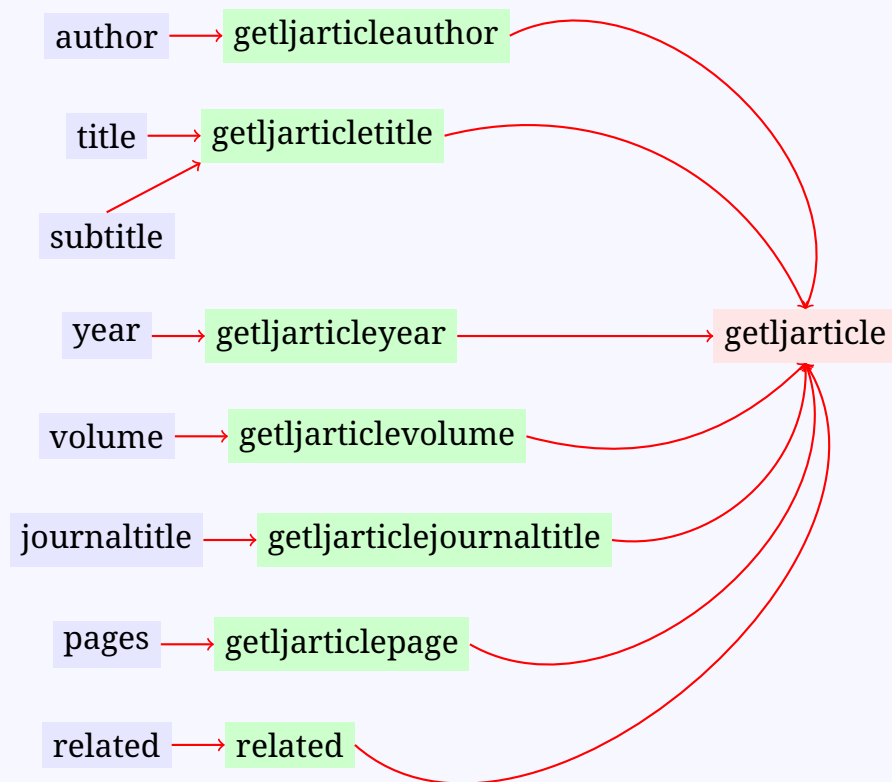 author getljarticleauthor
title getljarticletitle
subtitle
year getljarticleyear getljarticle
volume getljarticlevolume
journaltitle getljarticlejournaltitle
pages getljarticlepage
related related